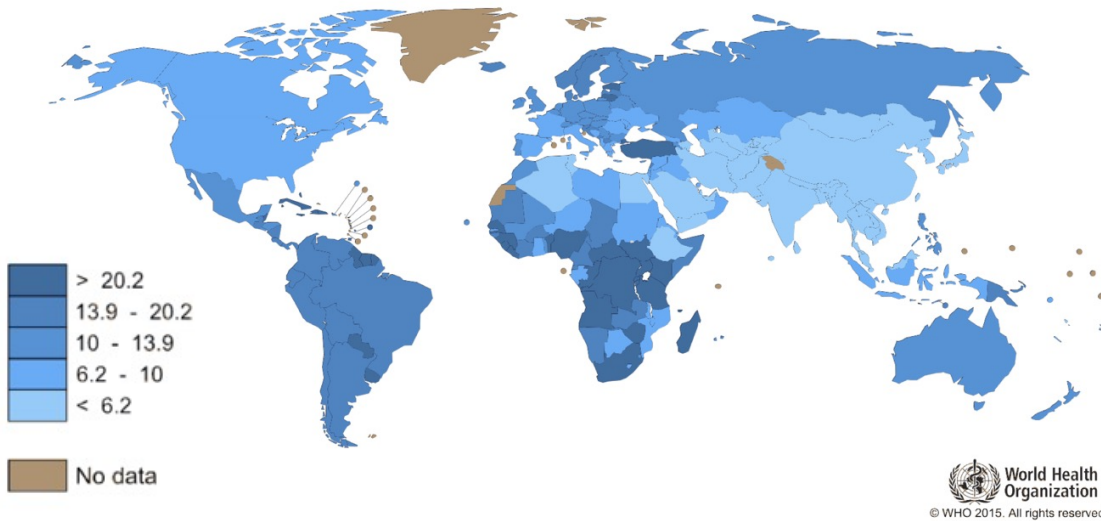 > 20.2
13.9 - 20.2
10 - 13.9
6.2 - 10
< 6.2
No data
World Health
Organization
© WHO 2015. All rights reserved